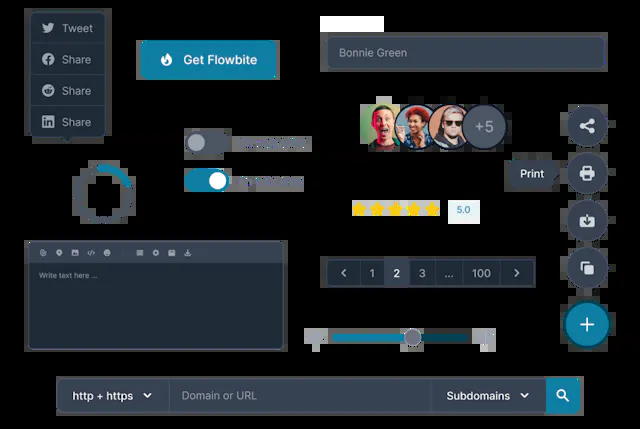 Tweet
Share
Share
Share
Get Flowbite
Bonnie Green
+5
Print
5.0
Write text here ...
1
2
3
...
100
http + https
Domain or URL
Subdomains